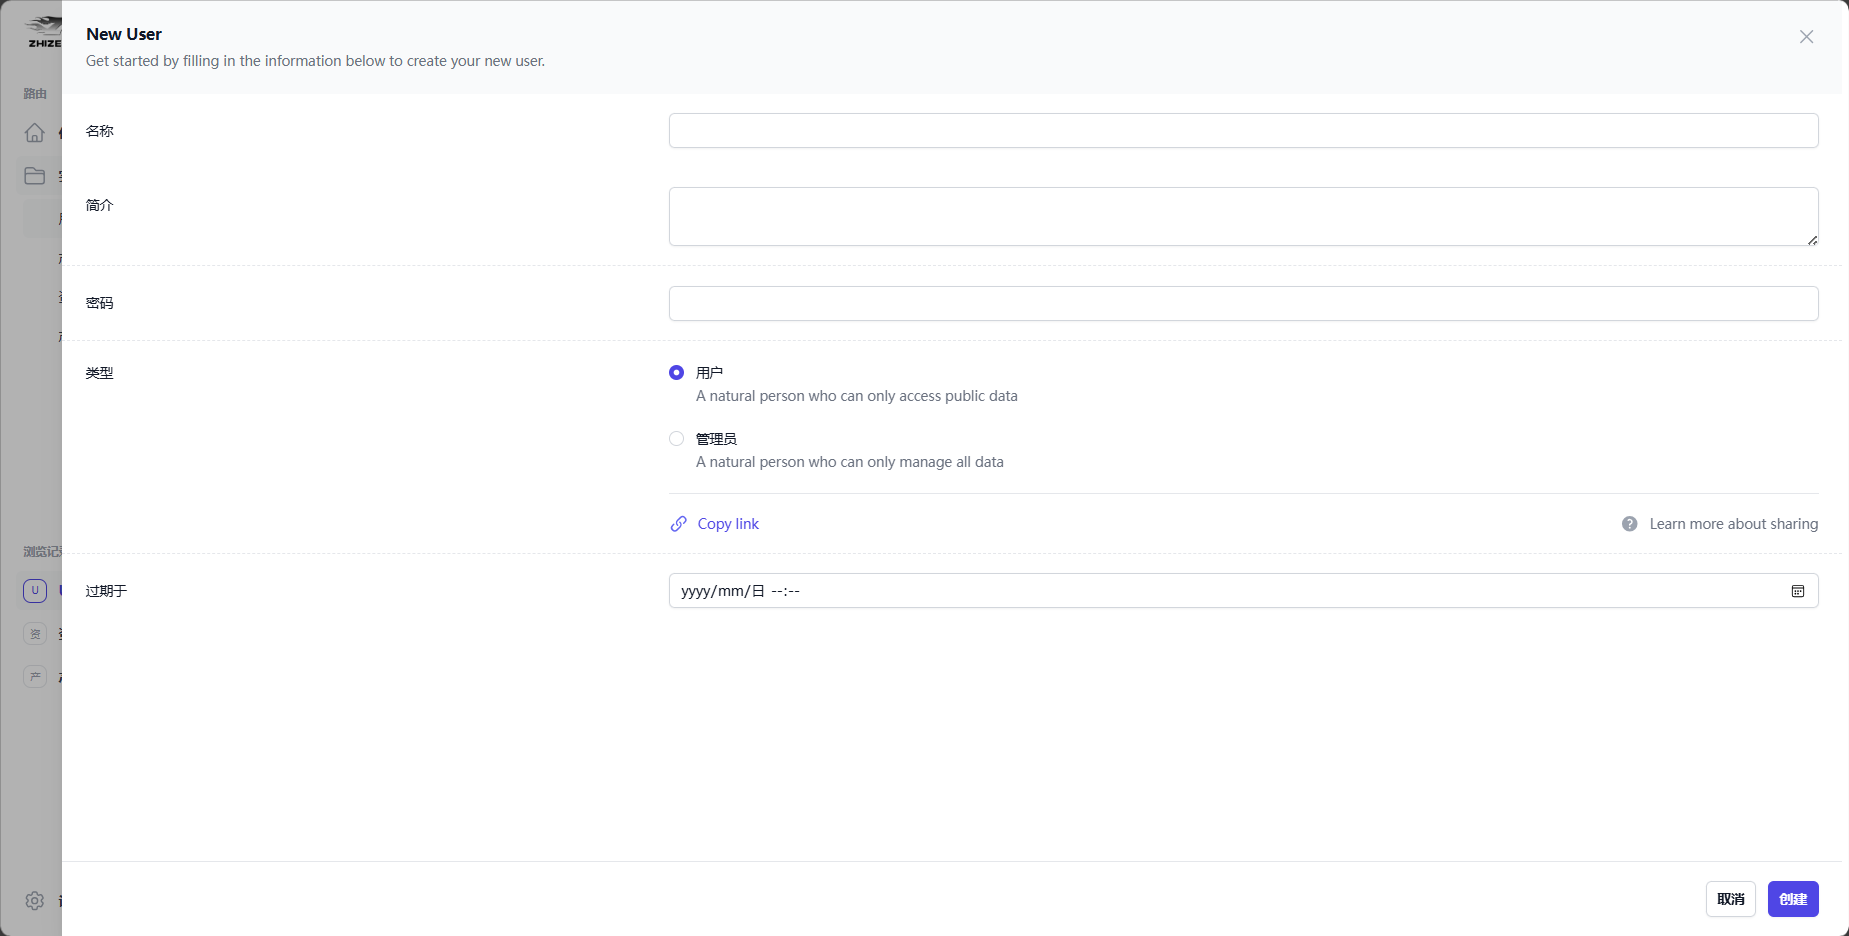 New User
Get started by filling in the information below to create your new user.
ZHIZE
路由
名称
简介
密码
类型
用户
A natural person who can only access public data
管理员
A natural person who can only manage all data
Copy link
Learn more about sharing
浏览记
U
过期于
yyyy/mm/日 --:--
资
产
取消
创建